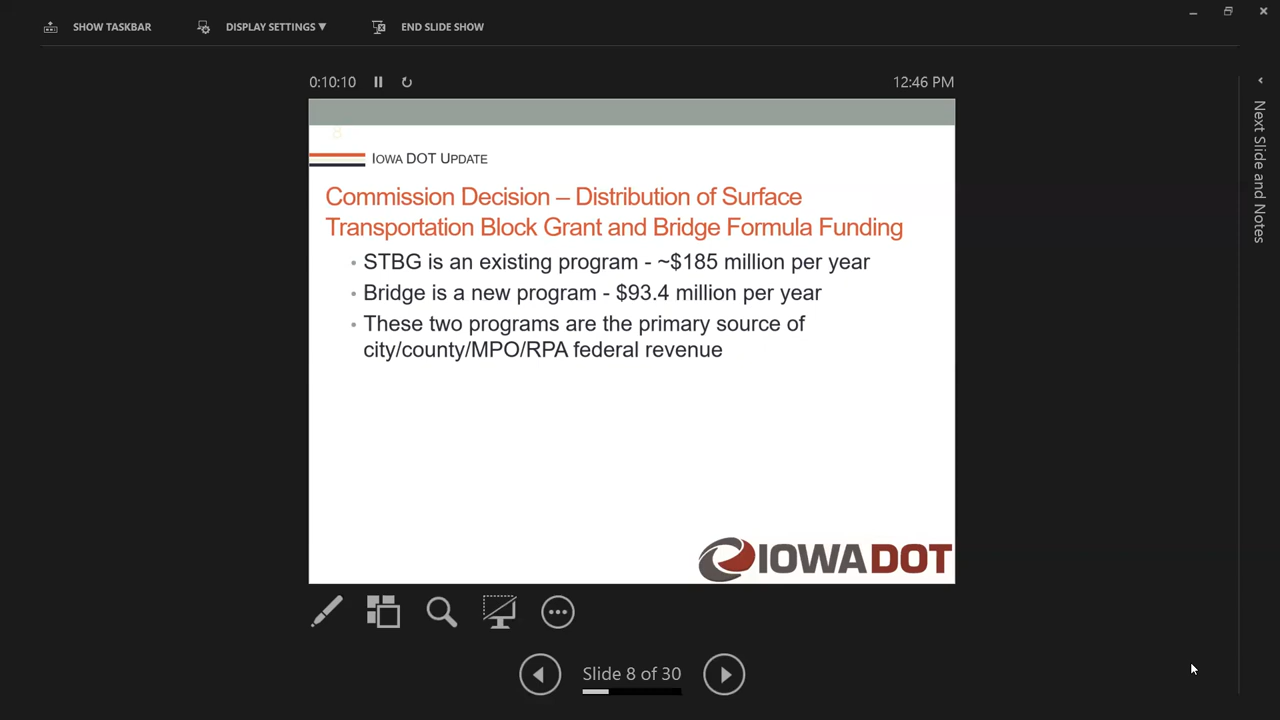 SHOW TASKBAR
DISPLAY SETTINGS ▼
END SLIDE SHOW
0:10:10
12:46 PM
8
IOWA DOT UPDATE
Commission Decision – Distribution of Surface
Transportation Block Grant and Bridge Formula Funding
• STBG is an existing program - ~$185 million per year
• Bridge is a new program - $93.4 million per year
• These two programs are the primary source of
city/county/MPO/RPA federal revenue
IOWADOT
Slide 8 of 30
Next Slide and Notes